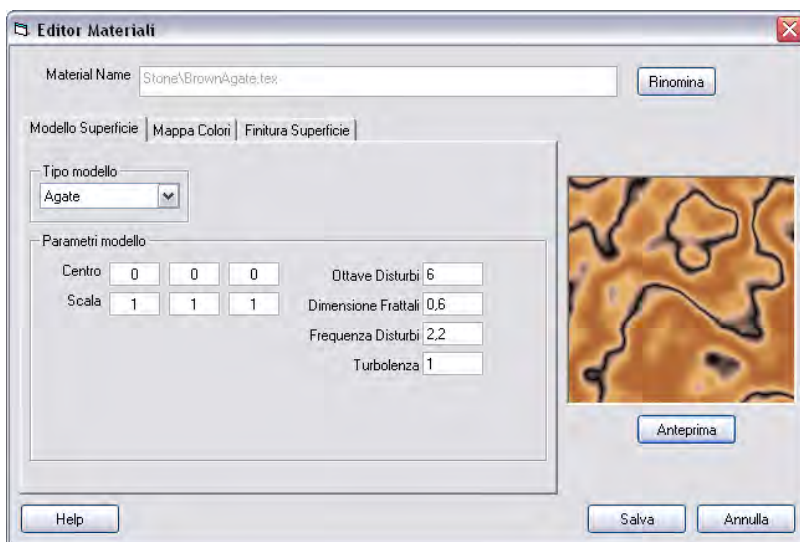 Editor Materiali
Material Name Stone\BrownAgate.tex Rinomina
Modello Superficie Mappa Colori Finitura Superficie
Tipo modello
Agate
Parametri modello
Centro 0 0 0 Ottave Disturbi 6
Scala 1 1 1 Dimensione Frattali 0,6
Frequenza Disturbi 2,2
Turbolenza 1
Anteprima
Help Salva Annulla